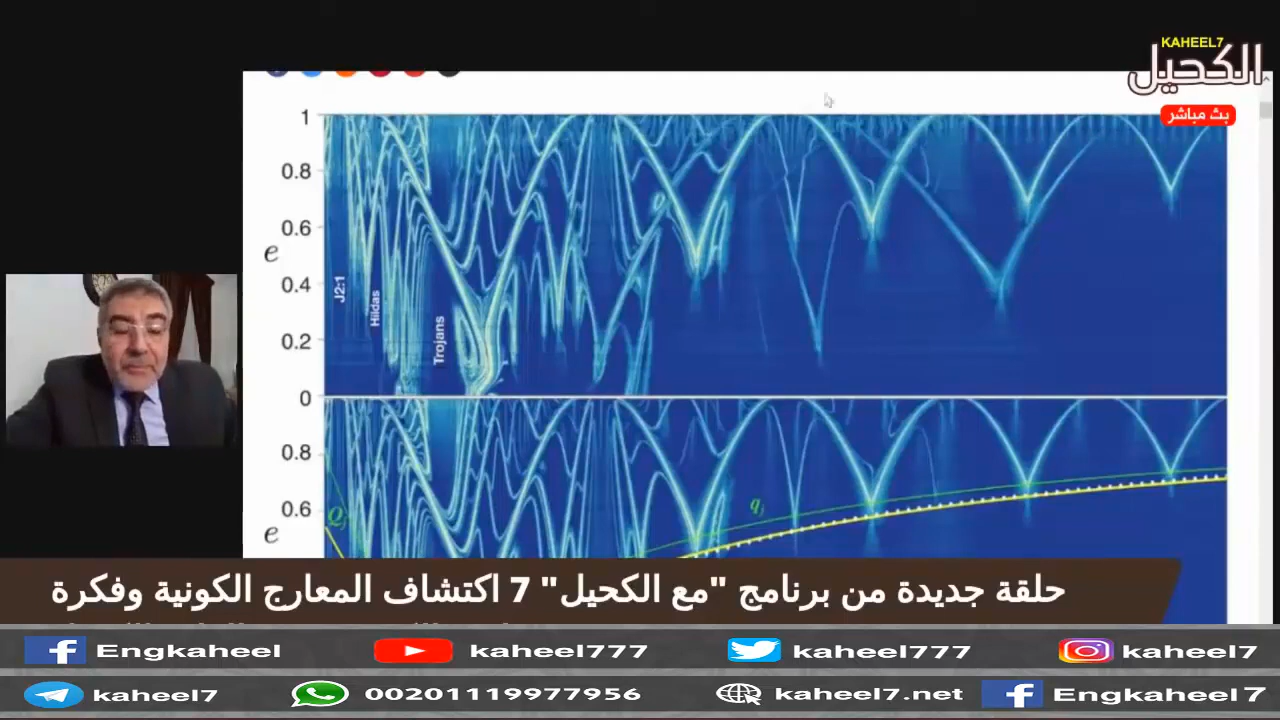 KAHEEL7
الكحيل
بث مباشر
1
0.8
0.6
e
0.4
0.2
0
J2:1
Hildas
Trojans
0.8
0.6
e
Q
q
حلقة جديدة من برنامج "مع الكحيل" 7 اكتشاف المعارج الكونية وفكرة
Engkaheel
kaheel777
kaheel777
kaheel7
kaheel7
00201119977956
kaheel7.net
Engkaheel7